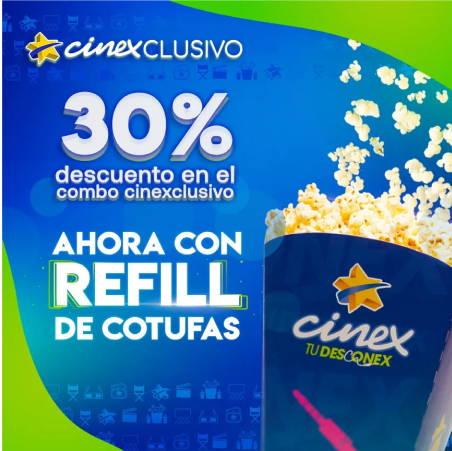 cinexCLUSIVO
30%
descuento en el
combo cinexclusivo
AHORA CON
REFILL
DE COTUFAS
cinex
TU DESCONEX